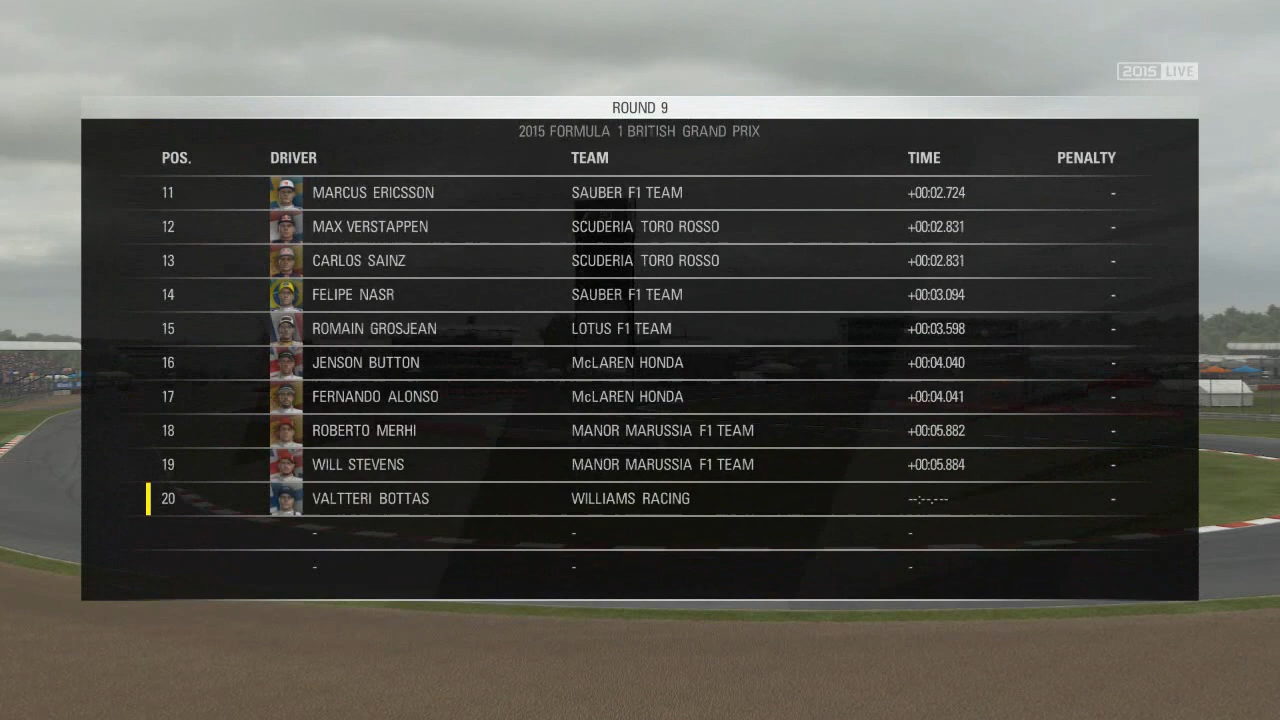 2015 LIVE
ROUND 9
2015 FORMULA 1 BRITISH GRAND PRIX
POS. DRIVER TEAM TIME PENALTY
11 MARCUS ERICSSON SAUBER F1 TEAM +00:02.724 -
12 MAX VERSTAPPEN SCUDERIA TORO ROSSO +00:02.831 -
13 CARLOS SAINZ SCUDERIA TORO ROSSO +00:02.831 -
14 FELIPE NASR SAUBER F1 TEAM +00:03.094 -
15 ROMAIN GROSJEAN LOTUS F1 TEAM +00:03.598 -
16 JENSON BUTTON McLAREN HONDA +00:04.040 -
17 FERNANDO ALONSO McLAREN HONDA +00:04.041 -
18 ROBERTO MERHI MANOR MARUSSIA F1 TEAM +00:05.882 -
19 WILL STEVENS MANOR MARUSSIA F1 TEAM +00:05.884 -
20 VALTTERI BOTTAS WILLIAMS RACING --:--.--- -
- - -
- - -